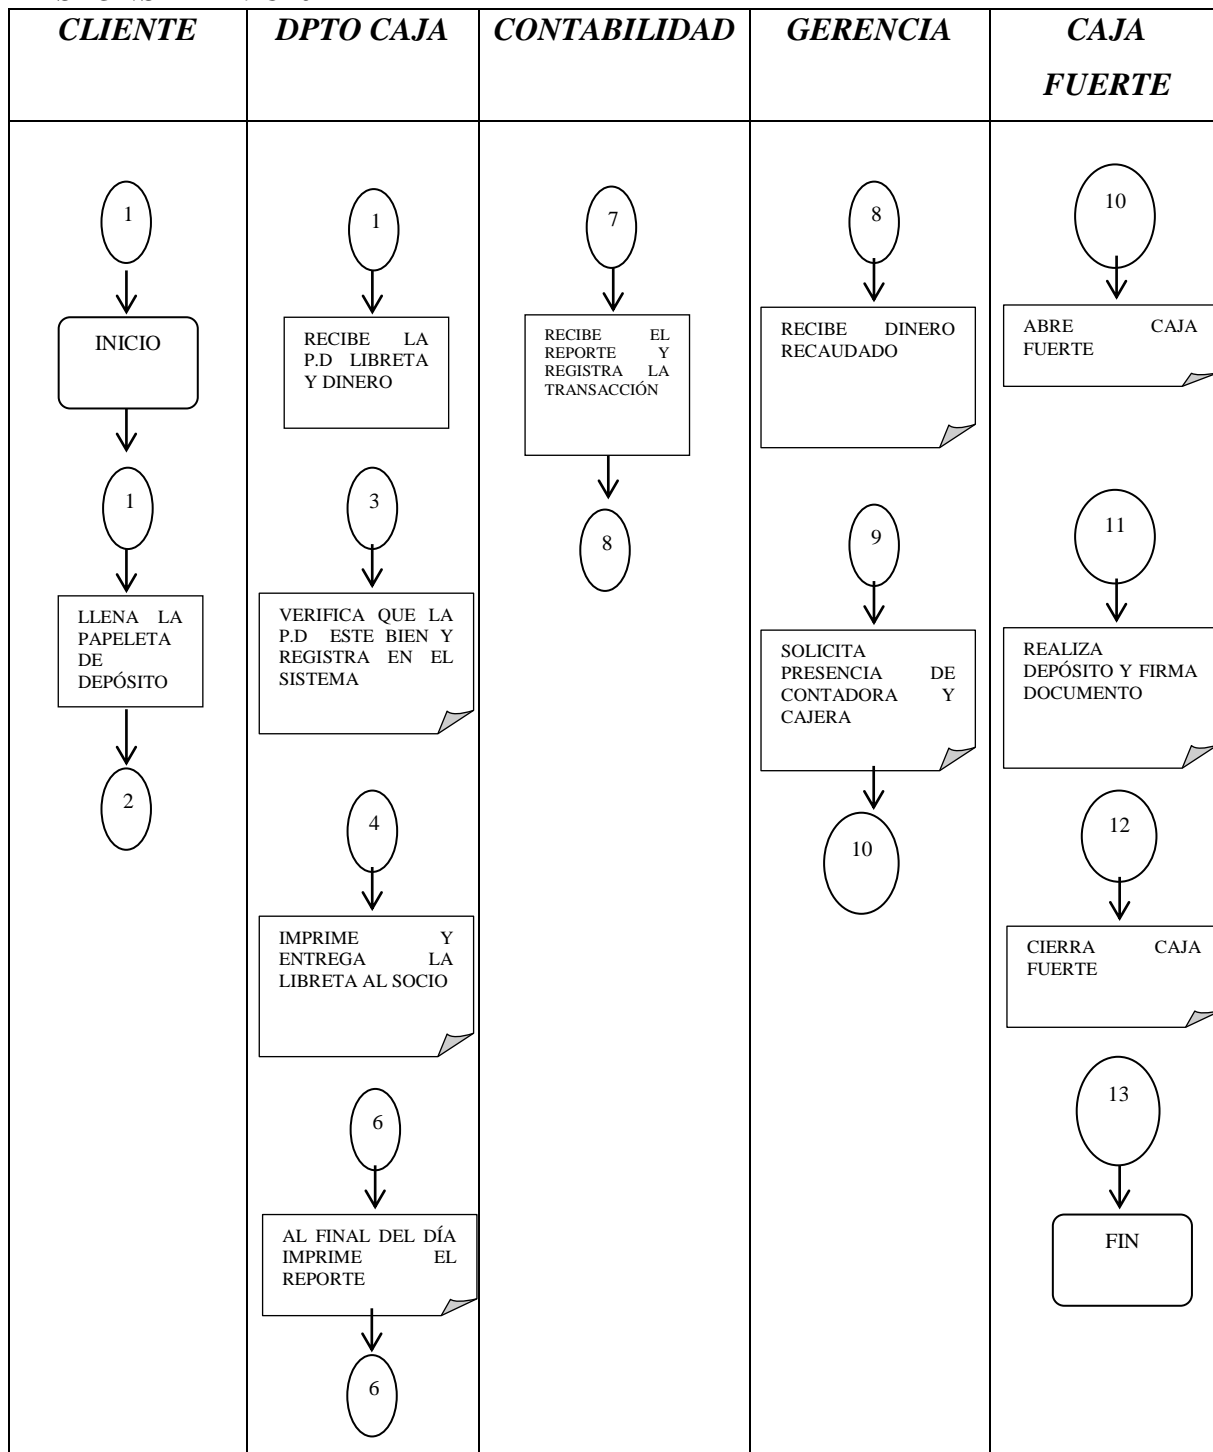 CLIENTE
DPTO CAJA
CONTABILIDAD
GERENCIA
CAJA
FUERTE
1
INICIO
1
LLENA LA
PAPELETA
DE
DEPÓSITO
2
1
RECIBE LA
P.D LIBRETA
Y DINERO
3
VERIFICA QUE LA
P.D ESTE BIEN Y
REGISTRA EN EL
SISTEMA
4
IMPRIME Y
ENTREGA LA
LIBRETA AL SOCIO
6
AL FINAL DEL DÍA
IMPRIME EL
REPORTE
6
7
RECIBE EL
REPORTE Y
REGISTRA LA
TRANSACCIÓN
8
8
RECIBE DINERO
RECAUDADO
9
SOLICITA
PRESENCIA DE
CONTADORA Y
CAJERA
10
10
ABRE CAJA
FUERTE
11
REALIZA
DEPÓSITO Y FIRMA
DOCUMENTO
12
CIERRA CAJA
FUERTE
13
FIN